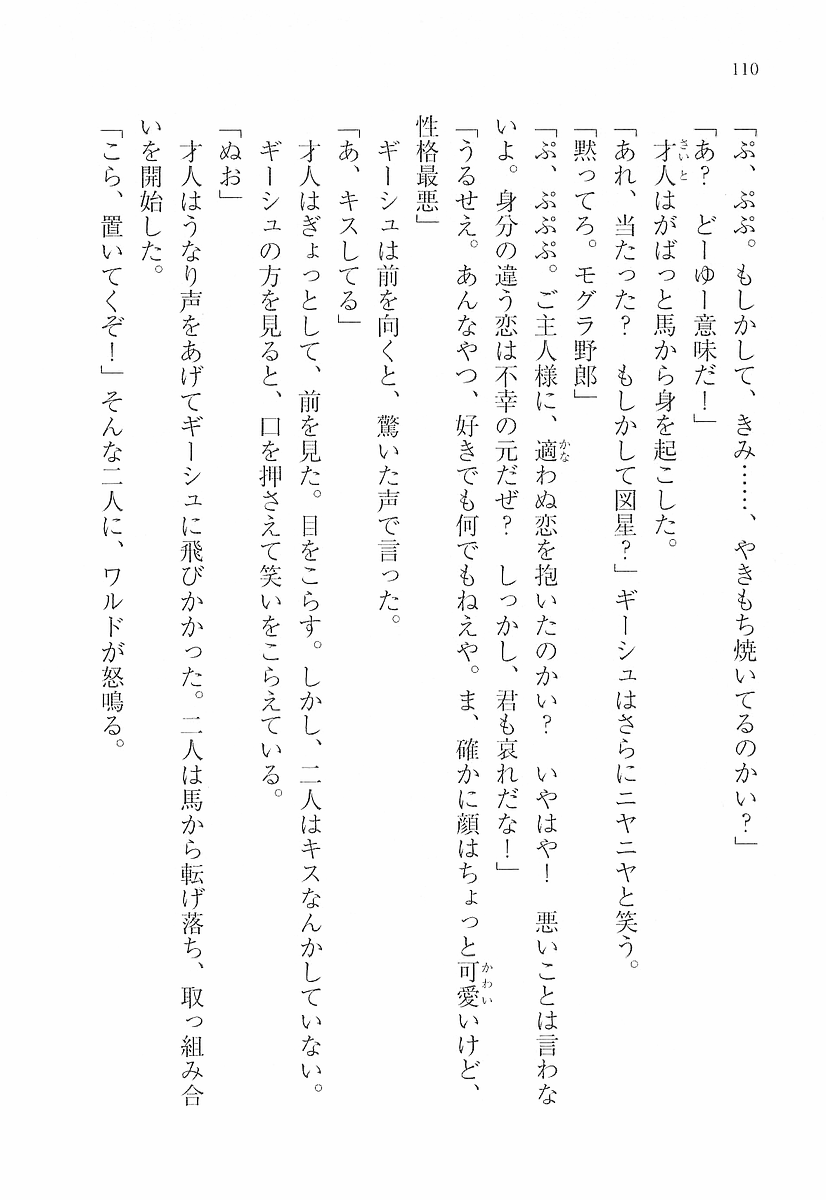 110
「ぷ、ぷぷ。もしかして、きみ……、やきもち焼いてるのかい？」
「あ？　どーゆー意味だ！」
　才人はがばっと馬から身を起こした。
「あれ、当たった？　もしかして図星？」ギーシュはさらにニヤニヤと笑う。
「黙ってろ。モグラ野郎」
「ぷ、ぷぷぷ。ご主人様に、適わぬ恋を抱いたのかい？　いやはや！　悪いことは言わな
いよ。身分の違う恋は不幸の元だぜ？　しっかし、君も哀れだな！」
「うるせえ。あんなやつ、好きでも何でもねえや。ま、確かに顔はちょっと可愛いけど、
性格最悪」
　ギーシュは前を向くと、驚いた声で言った。
「あ、キスしてる」
　才人はぎょっとして、前を見た。目をこらす。しかし、二人はキスなんかしていない。
　ギーシュの方を見ると、口を押さえて笑いをこらえている。
「ぬお」
　才人はうなり声をあげてギーシュに飛びかかった。二人は馬から転げ落ち、取っ組み合
いを開始した。
「こら、置いてくぞ！」そんな二人に、ワルドが怒鳴る。